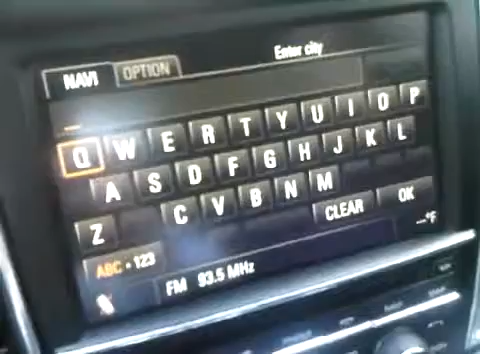 Enter city
NAVI OPTION
Q W E R T Y U I O P
A S D F G H J K L
Z C V B N M
CLEAR OK
ABC • 123
--°F
FM 93.5 MHz